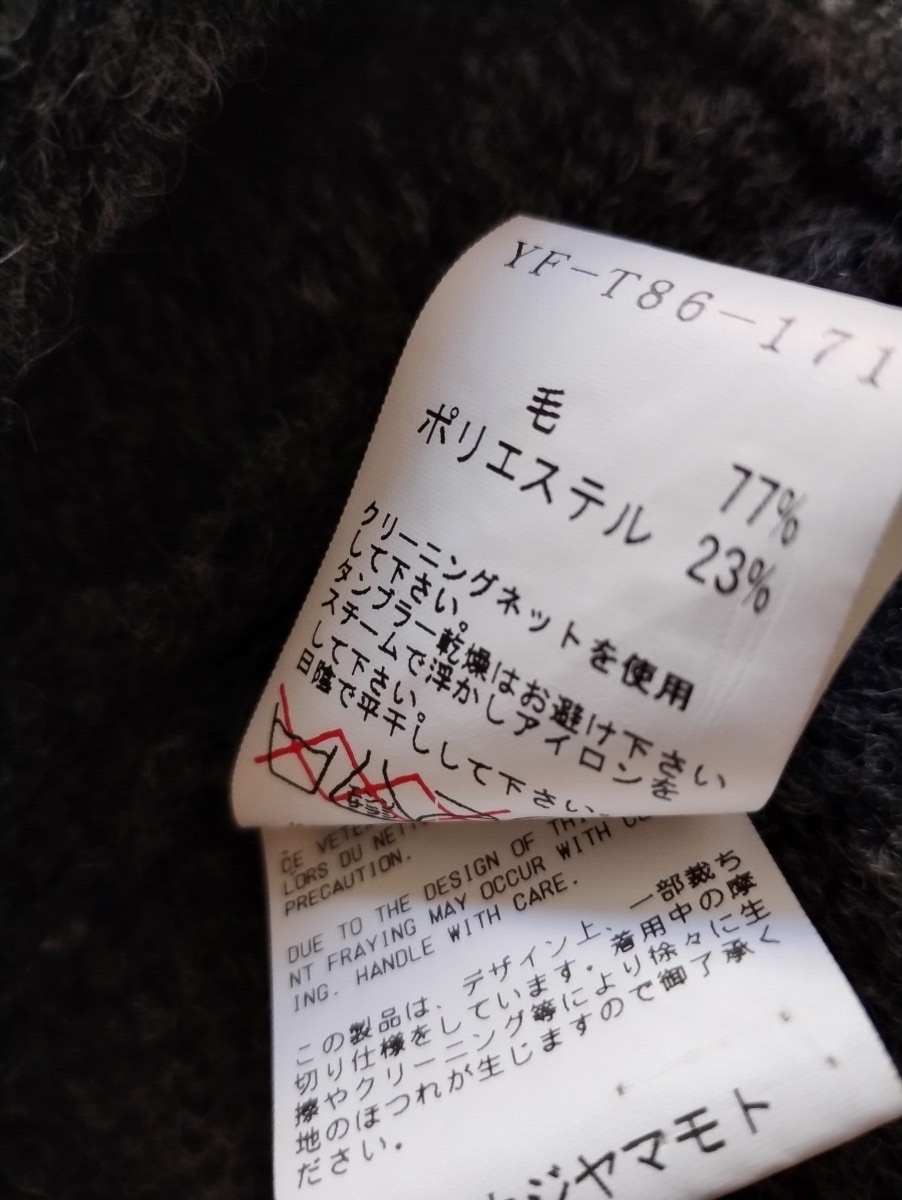 YF-T86-171
毛 77%
ポリエステル 23%
クリーニングネットを使用
して下さい。
タンブラー乾燥はお避け下さい
スチームで浮かしアイロンを
して下さい。
日陰で平干しして下さい。
CE VETE
LORS DU NETT
PRECAUTION.
DUE TO THE DESIGN OF TH
NT FRAYING MAY OCCUR WITH CL
ING. HANDLE WITH CARE.
この製品は、デザイン上、一部裁ち
切り仕様をしています。着用中の摩
擦やクリーニング等により徐々に生
地のほつれが生じますので御了承く
ださい。
ジヤマモト